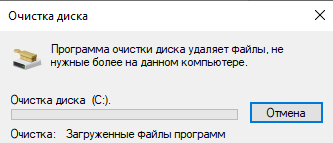 Очистка диска
Программа очистки диска удаляет файлы, не
нужные более на данном компьютере.
Очистка диска (C:).
Отмена
Очистка: Загруженные файлы программ